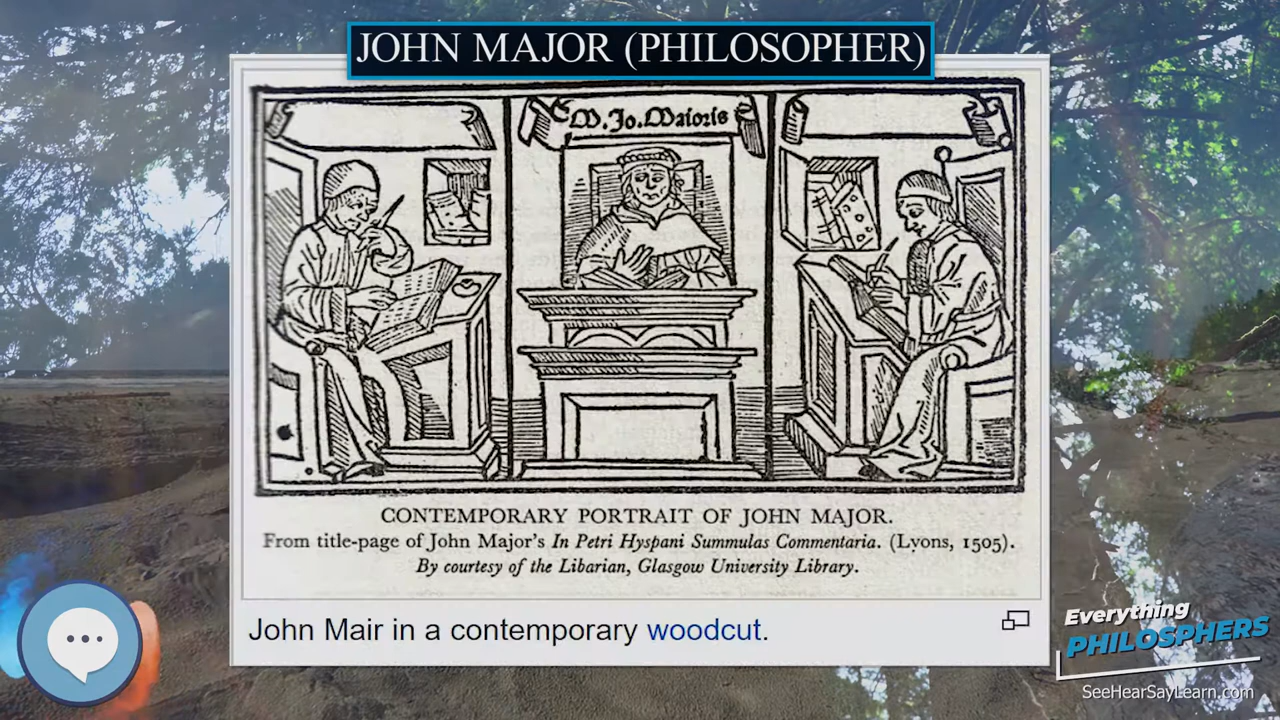 JOHN MAJOR (PHILOSOPHER)
M.Jo.Maioris
CONTEMPORARY PORTRAIT OF JOHN MAJOR.
From title-page of John Major's In Petri Hyspani Summulas Commentaria. (Lyons, 1505).
By courtesy of the Libarian, Glasgow University Library.
John Mair in a contemporary woodcut.
Everything
PHILOSPHERS
SeeHearSayLearn.com